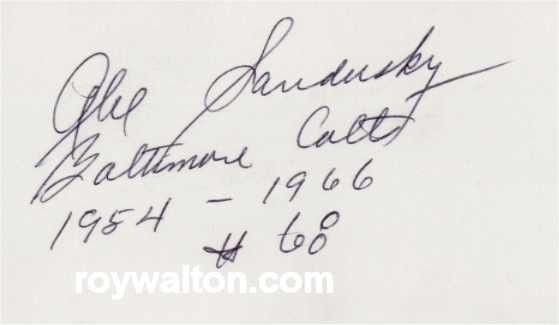 Alex Sandusky
Baltimore Colts
1954 - 1966
# 68
roywalton.com